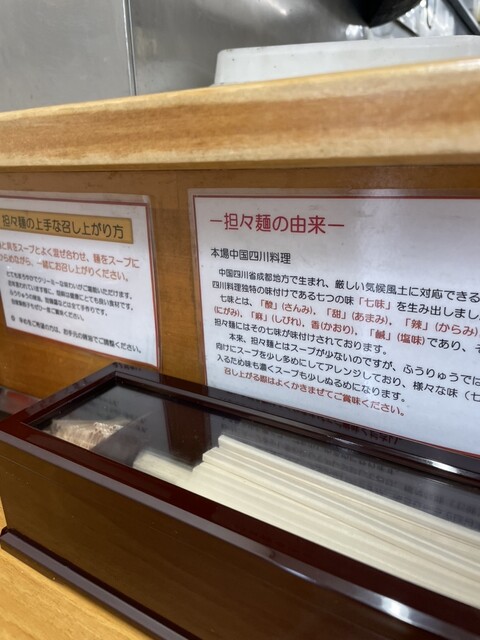 担々麺の上手な召し上がり方
と具をスープとよく混ぜ合わせ、麺をスープに
からめながら、一緒にお召し上がりください。
ー担々麺の由来ー
本場中国四川料理
中国四川省成都地方で生まれ、厳しい気候風土に対応できる
四川料理独特の味付けである七つの味「七味」を生み出しまし
七味とは、「酸」(さんみ)、「甜」(あまみ)、「辣」(からみ)
(にがみ)、「麻」(しびれ)、香(かおり)、「鹹」(塩味)であり、そ
担々麺にはその七味が味付けされております。
本来、担々麺とはスープが少ないのですが、ふうりゅうでは
向けにスープを少し多めにしてアレンジしており、様々な味(七
入るため味も濃くスープも少しぬるめになります。
召し上がる際はよくかきまぜてご賞味ください。